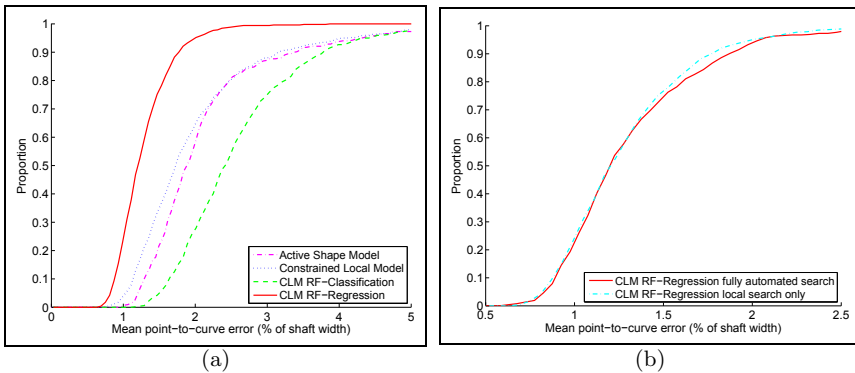 1
0.9
0.8
0.7
0.6
0.5
0.4
0.3
0.2
0.1
0
Proportion
0 1 2 3 4 5
Mean point−to−curve error (% of shaft width)
Active Shape Model
Constrained Local Model
CLM RF−Classification
CLM RF−Regression
(a)
1
0.9
0.8
0.7
0.6
0.5
0.4
0.3
0.2
0.1
0
Proportion
0.5 1 1.5 2 2.5
Mean point−to−curve error (% of shaft width)
CLM RF−Regression fully automated search
CLM RF−Regression local search only
(b)